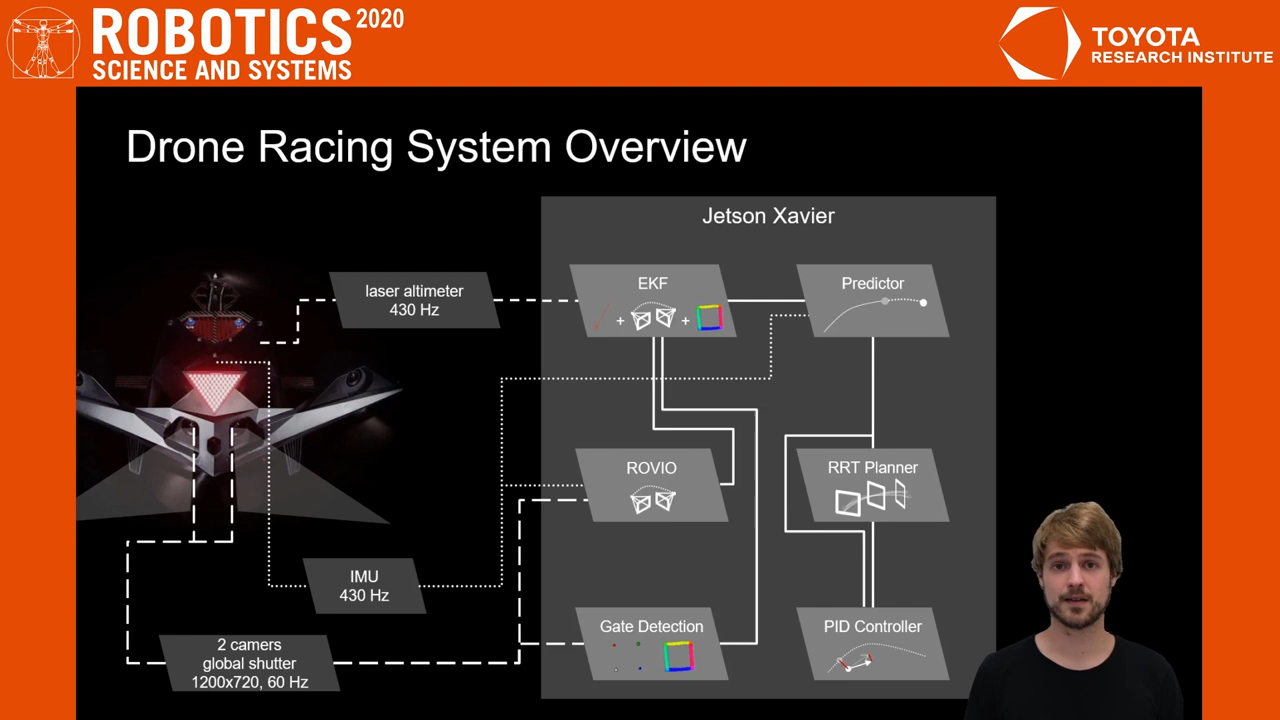 ROBOTICS 2020
SCIENCE AND SYSTEMS
TOYOTA
RESEARCH INSTITUTE
Drone Racing System Overview
Jetson Xavier
laser altimeter
430 Hz
EKF
+ +
Predictor
ROVIO
RRT Planner
IMU
430 Hz
Gate Detection
PID Controller
2 camers
global shutter
1200x720, 60 Hz